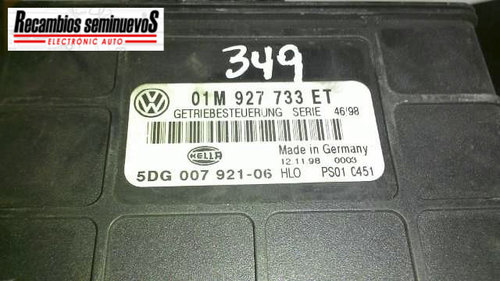 Recambios seminuevoS
ELECTRÓNIC AUTO
349
01M 927 733 ET
GETRIEBESTEUERUNG SERIE 46/98
HELLA
Made in Germany
12.11.98 0003
5DG 007 921-06 HLO PS01 C451